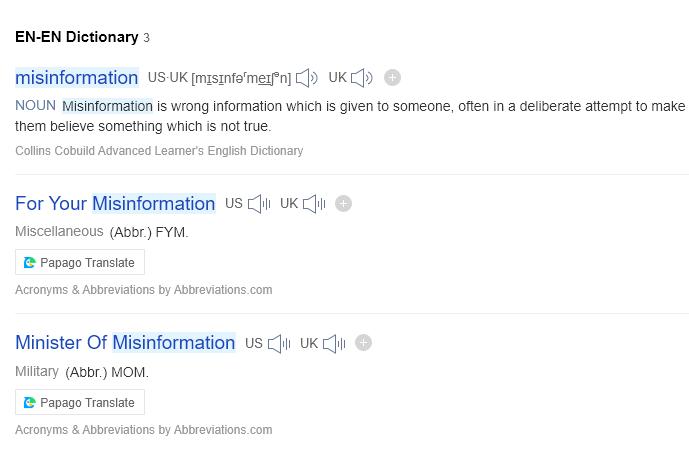 EN-EN Dictionary 3
misinformation US·UK [mɪsɪnfəʳmeɪʃᵊn] UK
NOUN Misinformation is wrong information which is given to someone, often in a deliberate attempt to make
them believe something which is not true.
Collins Cobuild Advanced Learner's English Dictionary
For Your Misinformation US UK
Miscellaneous (Abbr.) FYM.
Papago Translate
Acronyms & Abbreviations by Abbreviations.com
Minister Of Misinformation US UK
Military (Abbr.) MOM.
Papago Translate
Acronyms & Abbreviations by Abbreviations.com